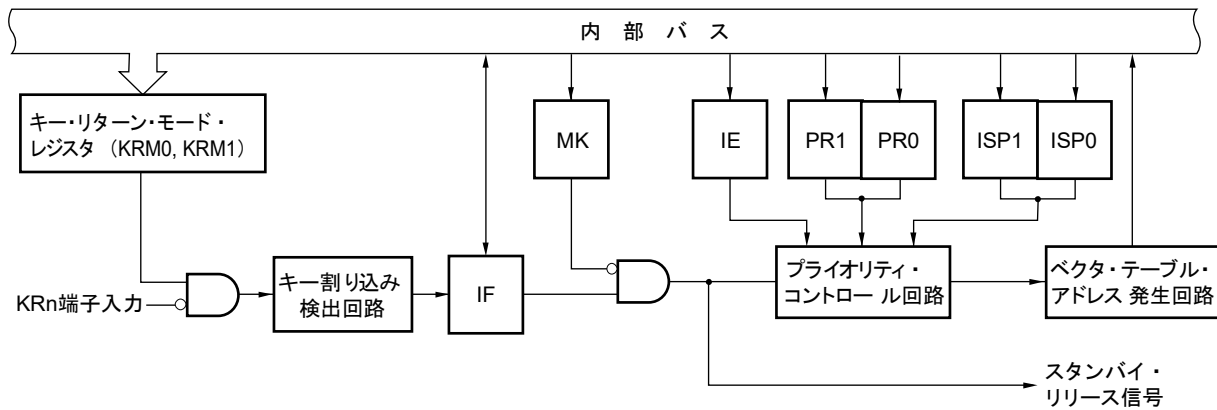 内 部 バ ス
キー・リターン・モード・
レジスタ (KRM0, KRM1)
MK
IE
PR1
PR0
ISP1
ISP0
KRn端子入力
キー割り込み
検出回路
IF
プライオリティ・
コントロール回路
ベクタ・テーブル・
アドレス発生回路
スタンバイ・
リリース信号